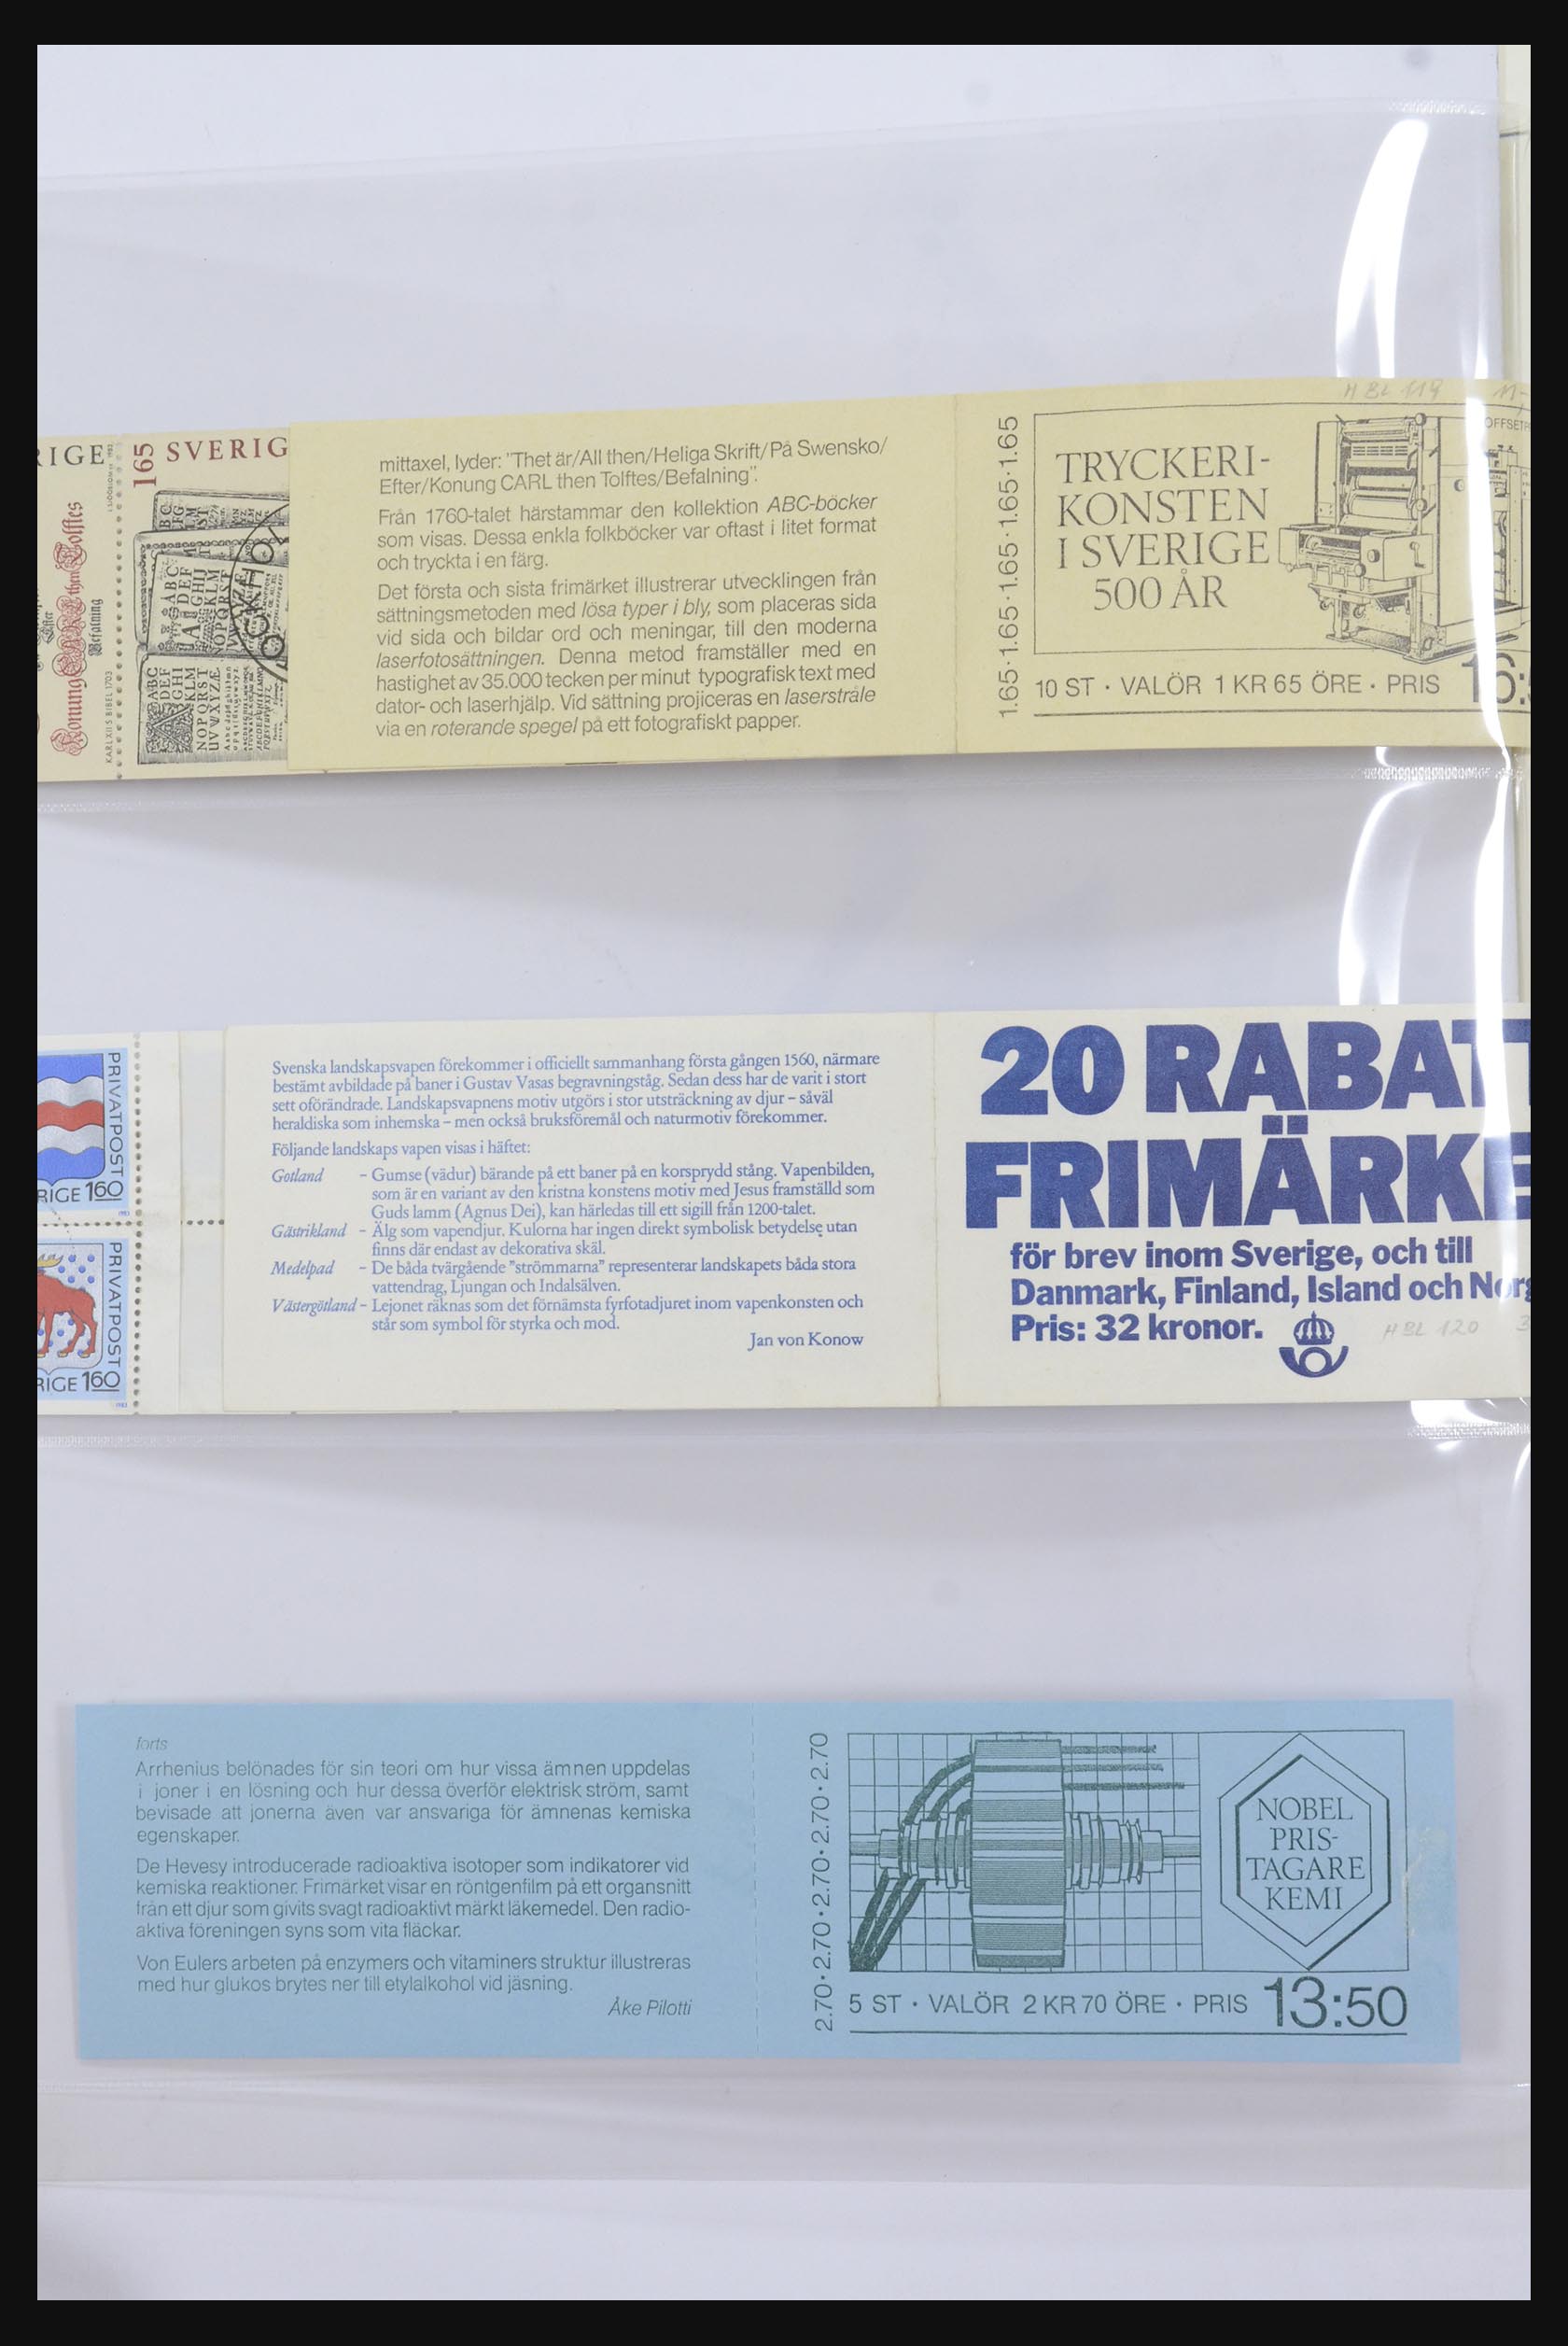 RIGE
Konung CARL then Tolfftes
Befalning
KARL XII:S BIBEL 1703
165 SVERIG
mittaxel, lyder: "Thet är/All then/Heliga Skrift/På Swensko/
Efter/Konung CARL then Tolftes/Befalning".
Från 1760-talet härstammar den kollektion ABC-böcker
som visas. Dessa enkla folkböcker var oftast i litet format
och tryckta i en färg.
Det första och sista frimärket illustrerar utvecklingen från
sättningsmetoden med lösa typer i bly, som placeras sida
vid sida och bildar ord och meningar, till den moderna
laserfotosättningen. Denna metod framställer med en
hastighet av 35.000 tecken per minut typografisk text med
dator- och laserhjälp. Vid sättning projiceras en laserstråle
via en roterande spegel på ett fotografiskt papper.
1.65·1.65·1.65·1.65·1.65
H BL 119
TRYCKERI-
KONSTEN
I SVERIGE
500 ÅR
OFFSET
10 ST · VALÖR 1 KR 65 ÖRE · PRIS 16:
PRIVATPOST
RIGE 160
1983
PRIVATPOST
RIGE 160
1983
Svenska landskapsvapen förekommer i officiellt sammanhang första gången 1560, närmare
bestämt avbildade på baner i Gustav Vasas begravningståg. Sedan dess har de varit i stort
sett oförändrade. Landskapsvapnens motiv utgörs i stor utsträckning av djur – såväl
heraldiska som inhemska – men också bruksföremål och naturmotiv förekommer.
Följande landskaps vapen visas i häftet:
Gotland – Gumse (vädur) bärande på ett baner på en korsprydd stång. Vapenbilden,
som är en variant av den kristna konstens motiv med Jesus framställd som
Guds lamm (Agnus Dei), kan härledas till ett sigill från 1200-talet.
Gästrikland – Älg som vapendjur. Kulorna har ingen direkt symbolisk betydelse utan
finns där endast av dekorativa skäl.
Medelpad – De båda tvärgående "strömmarna" representerar landskapets båda stora
vattendrag, Ljungan och Indalsälven.
Västergötland – Lejonet räknas som det förnämsta fyrfotadjuret inom vapenkonsten och
står som symbol för styrka och mod.
Jan von Konow
20 RABATT
FRIMÄRKE
för brev inom Sverige, och till
Danmark, Finland, Island och Norg
Pris: 32 kronor.
H BL 120
forts
Arrhenius belönades för sin teori om hur vissa ämnen uppdelas
i joner i en lösning och hur dessa överför elektrisk ström, samt
bevisade att jonerna även var ansvariga för ämnenas kemiska
egenskaper.
De Hevesy introducerade radioaktiva isotoper som indikatorer vid
kemiska reaktioner. Frimärket visar en röntgenfilm på ett organsnitt
från ett djur som givits svagt radioaktivt märkt läkemedel. Den radio-
aktiva föreningen syns som vita fläckar.
Von Eulers arbeten på enzymers och vitaminers struktur illustreras
med hur glukos brytes ner till etylalkohol vid jäsning.
Åke Pilotti
2.70·2.70·2.70·2.70·2.70
NOBEL
PRIS-
TAGARE
KEMI
5 ST · VALÖR 2 KR 70 ÖRE · PRIS 13:50